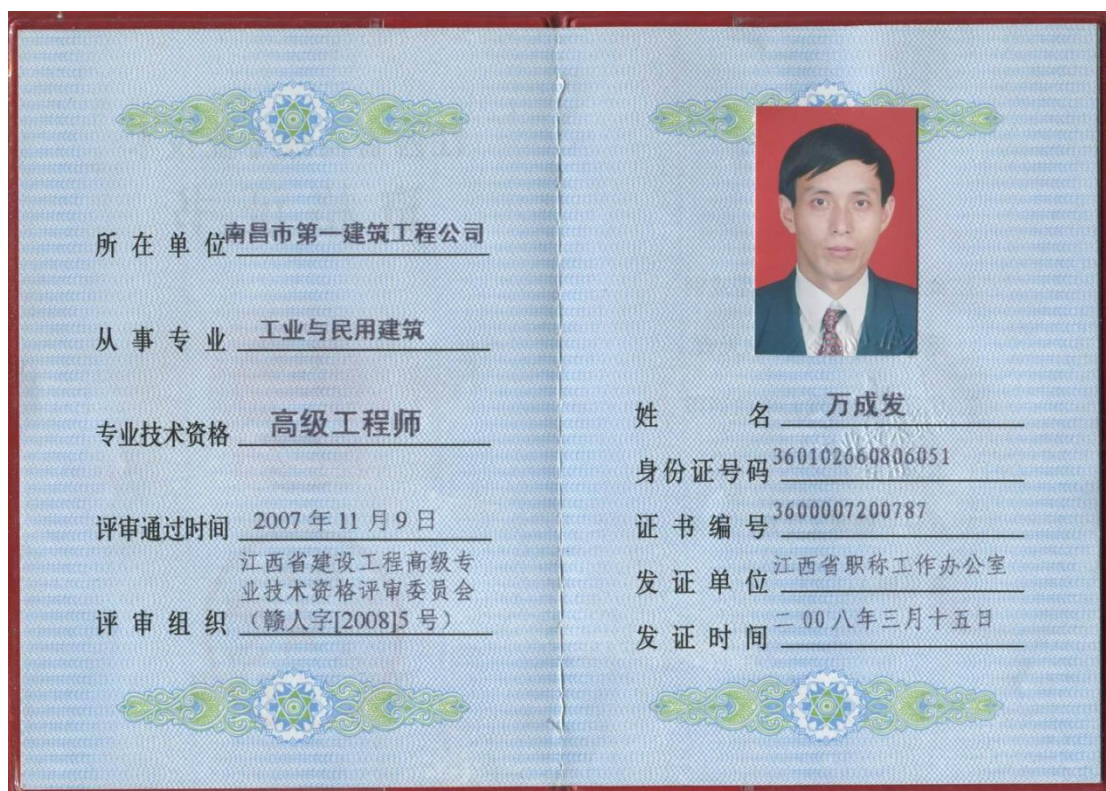 所在单位 南昌市第一建筑工程公司
从事专业 工业与民用建筑
专业技术资格 高级工程师
评审通过时间 2007年11月9日
江西省建设工程高级专
业技术资格评审委员会
评审组织 （赣人字[2008]5号）
姓名 万成发
身份证号码 360102660806051
证书编号 3600007200787
发证单位 江西省职称工作办公室
发证时间 二00八年三月十五日